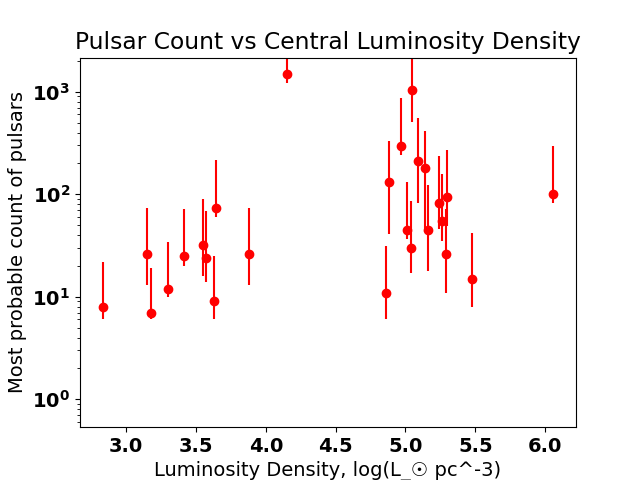 Pulsar Count vs Central Luminosity Density
Most probable count of pulsars
10³
10²
10¹
10⁰
3.0 3.5 4.0 4.5 5.0 5.5 6.0
Luminosity Density, log(L_☉ pc^-3)